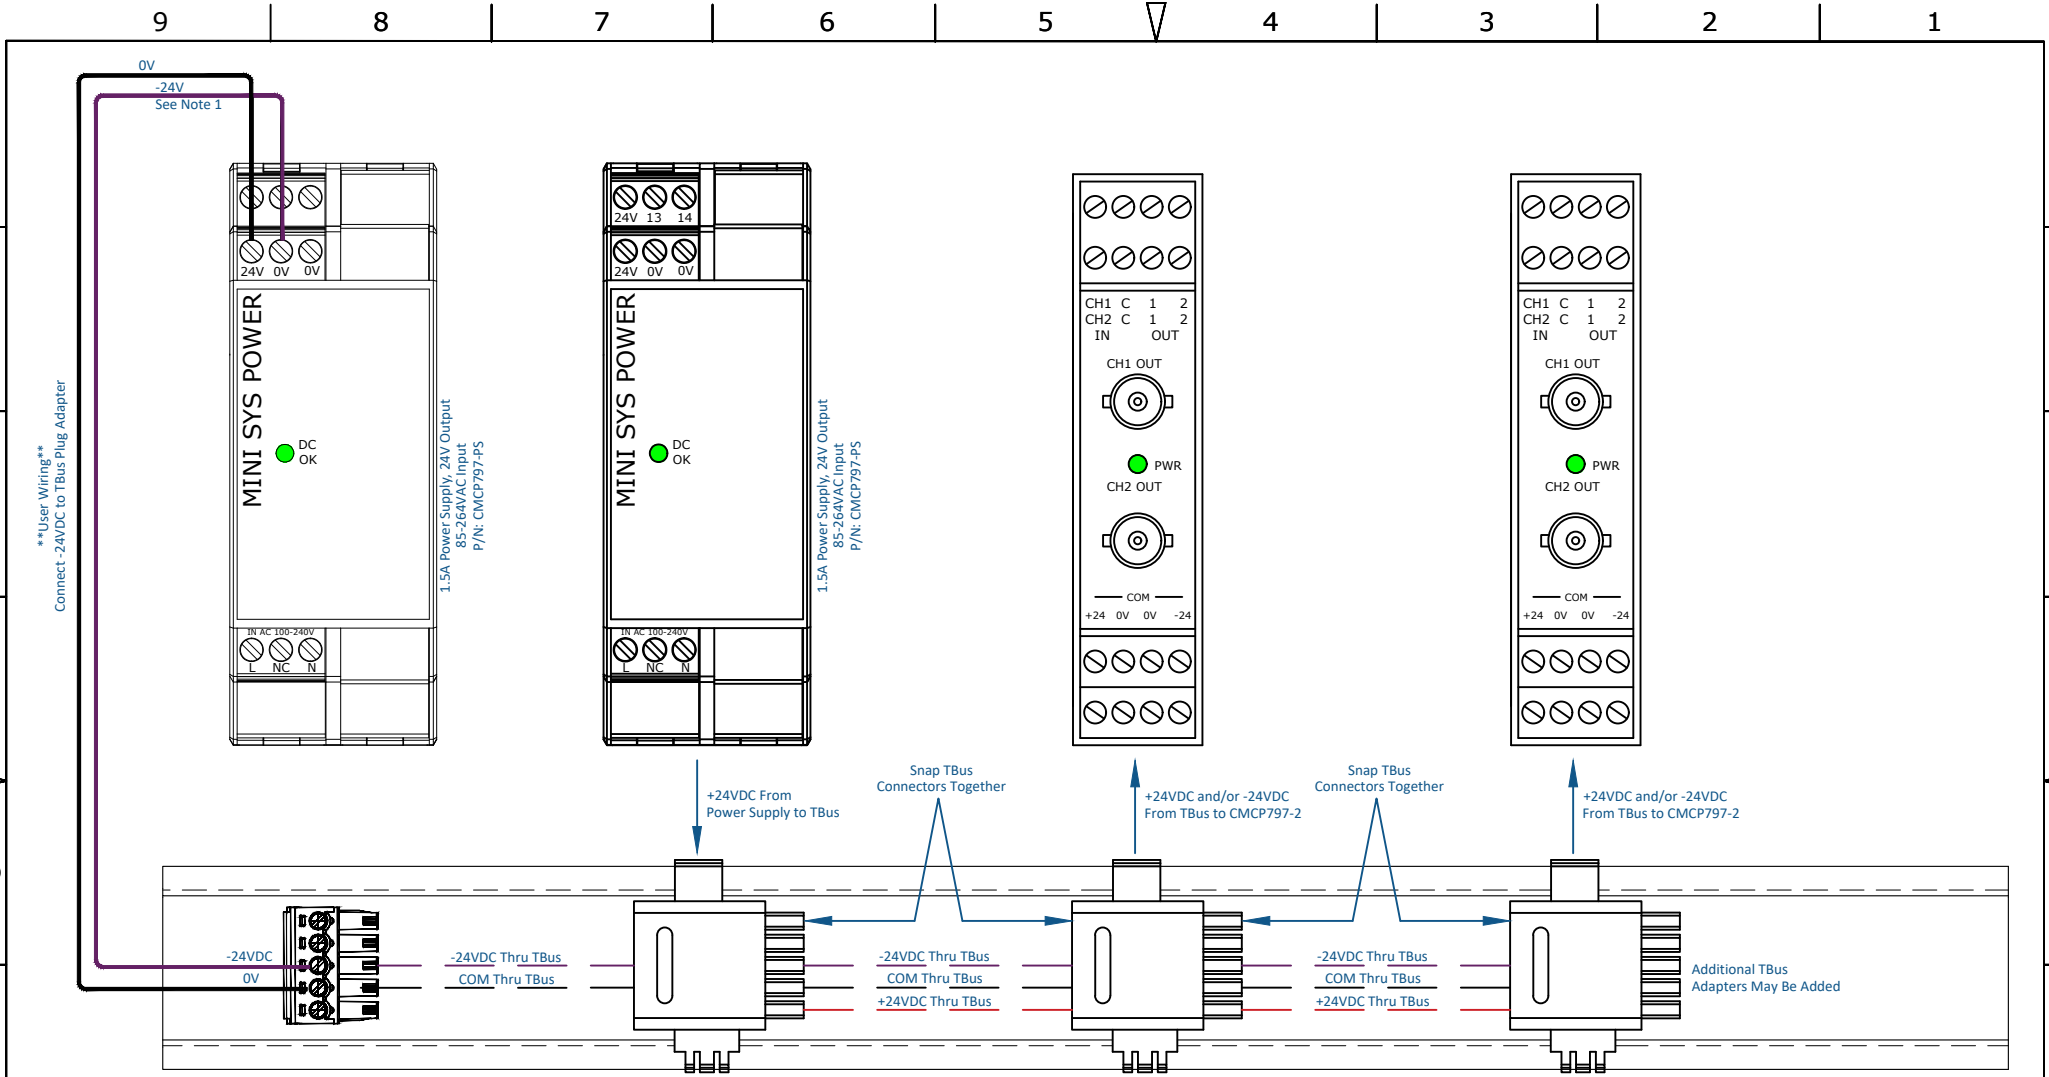 9 8 7 6 5 4 3 2 1
0V
-24V
See Note 1
**User Wiring**
Connect -24VDC to TBus Plug Adapter
24V 0V 0V
MINI SYS POWER
DC
OK
IN AC 100-240V
L NC N
1.5A Power Supply, 24V Output
85-264VAC Input
P/N: CMCP797-PS
24V 13 14
24V 0V 0V
MINI SYS POWER
DC
OK
IN AC 100-240V
L NC N
1.5A Power Supply, 24V Output
85-264VAC Input
P/N: CMCP797-PS
CH1 C 1 2
CH2 C 1 2
IN OUT
CH1 OUT
PWR
CH2 OUT
COM
+24 0V 0V -24
CH1 C 1 2
CH2 C 1 2
IN OUT
CH1 OUT
PWR
CH2 OUT
COM
+24 0V 0V -24
+24VDC From
Power Supply to TBus
Snap TBus
Connectors Together
+24VDC and/or -24VDC
From TBus to CMCP797-2
Snap TBus
Connectors Together
+24VDC and/or -24VDC
From TBus to CMCP797-2
-24VDC
0V
-24VDC Thru TBus
COM Thru TBus
-24VDC Thru TBus
COM Thru TBus
+24VDC Thru TBus
-24VDC Thru TBus
COM Thru TBus
+24VDC Thru TBus
Additional TBus
Adapters May Be Added